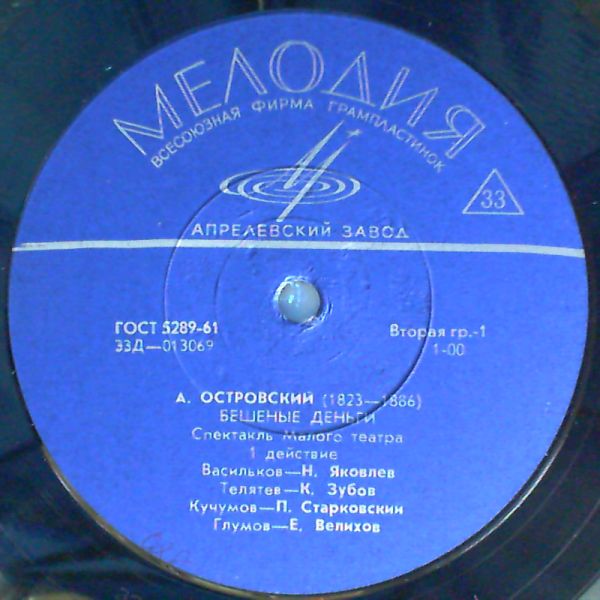 МЕЛОДИЯ
ВСЕСОЮЗНАЯ ФИРМА ГРАМПЛАСТИНОК
33
АПРЕЛЕВСКИЙ ЗАВОД
ГОСТ 5289-61
33Д—013069
Вторая гр.-1
1-00
А. ОСТРОВСКИЙ (1823—1886)
БЕШЕНЫЕ ДЕНЬГИ
Спектакль Малого театра
1 действие
Васильков—Н. Яковлев
Телятев—К. Зубов
Кучумов—П. Старковский
Глумов—Е. Велихов